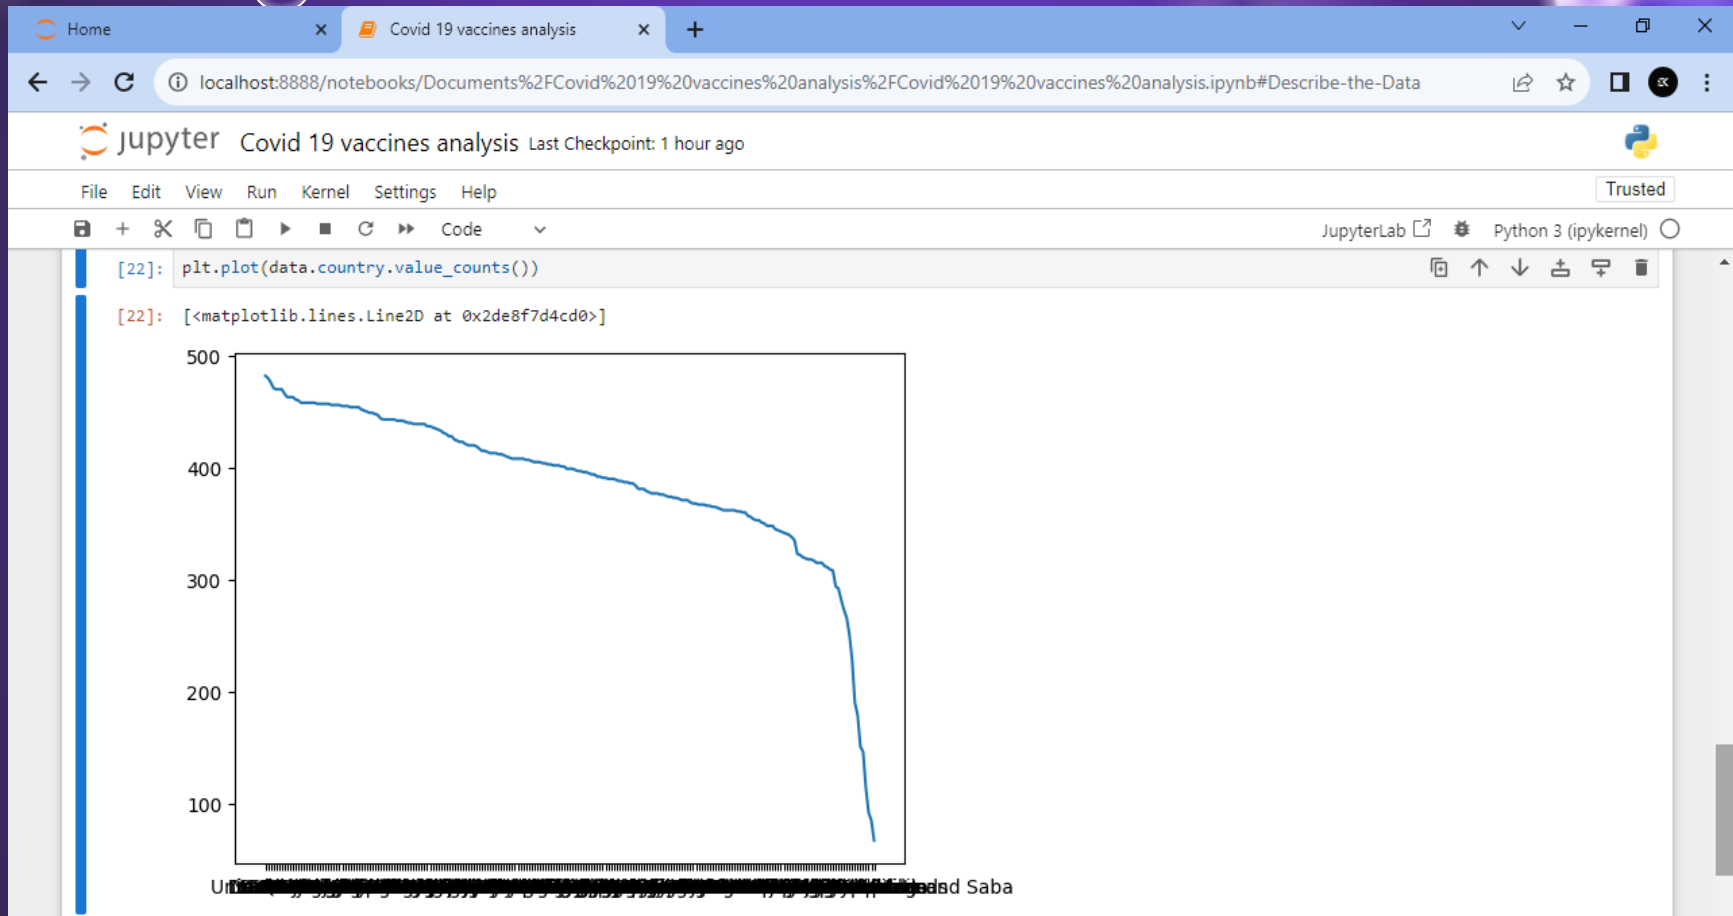 Home
Covid 19 vaccines analysis
localhost:8888/notebooks/Documents%2FCovid%2019%20vaccines%20analysis%2FCovid%2019%20vaccines%20analysis.ipynb#Describe-the-Data
jupyter Covid 19 vaccines analysis Last Checkpoint: 1 hour ago
File Edit View Run Kernel Settings Help
Trusted
Code
JupyterLab
Python 3 (ipykernel)
[22]: plt.plot(data.country.value_counts())
[22]: [<matplotlib.lines.Line2D at 0x2de8f7d4cd0>]
500
400
300
200
100
Saba